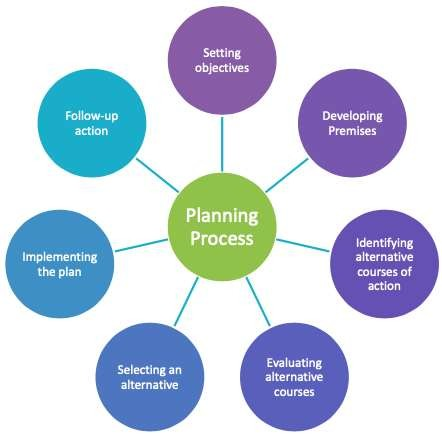 Setting
objectives
Developing
Premises
Identifying
alternative
courses of
action
Evaluating
alternative
courses
Selecting an
alternative
Implementing
the plan
Follow-up
action
Planning
Process